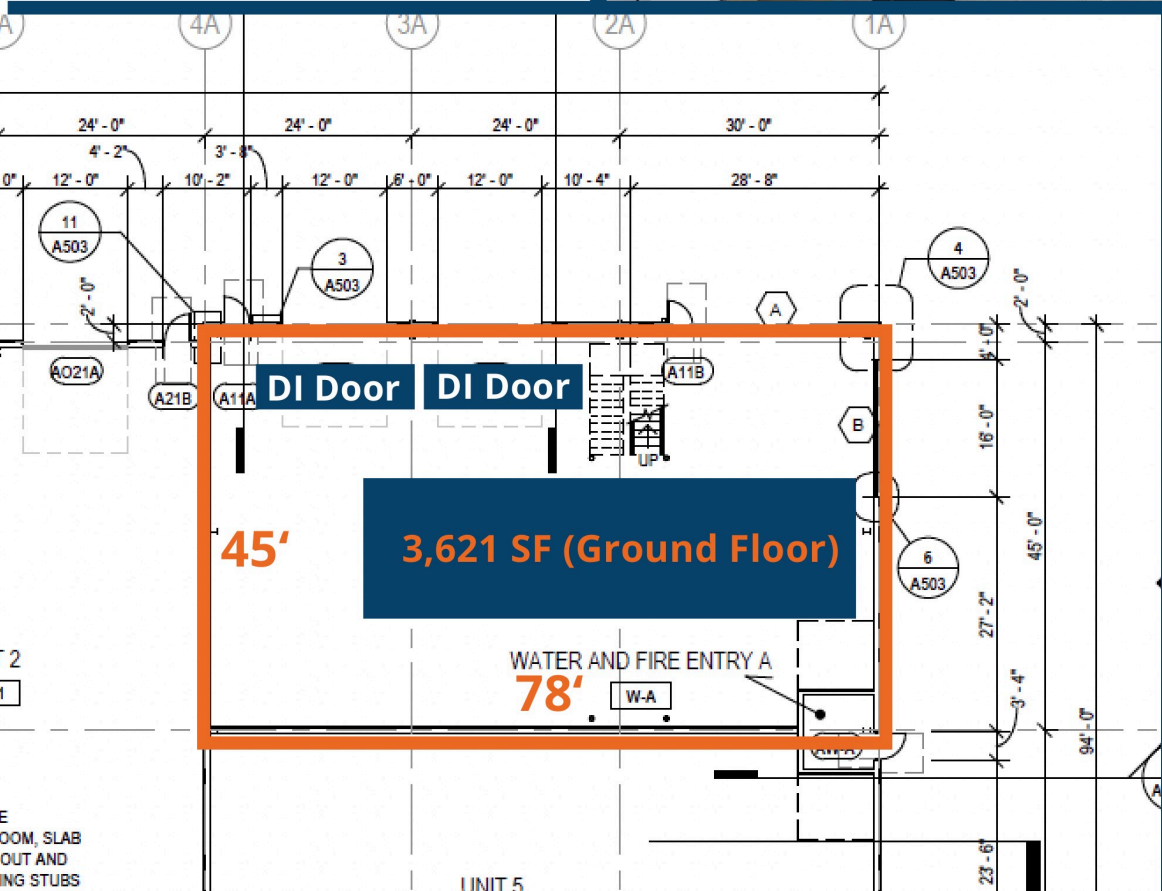 A
4A
3A
2A
1A
24' - 0"
24' - 0"
24' - 0"
30' - 0"
4' - 2"
3' - 8"
0"
12' - 0"
10' - 2"
12' - 0"
6' - 0"
12' - 0"
10' - 4"
28' - 8"
11
A503
3
A503
4
A503
2' - 0"
2' - 0"
A
4' - 0"
AO21A
A21B
A11A
DI Door
DI Door
A11B
B
16' - 0"
UP
45‘
3,621 SF (Ground Floor)
6
A503
45' - 0"
27' - 2"
T 2
WATER AND FIRE ENTRY A
78‘
W-A
3' - 4"
94' - 0"
A
E
OOM, SLAB
OUT AND
ING STUBS
23' - 6"
UNIT 5